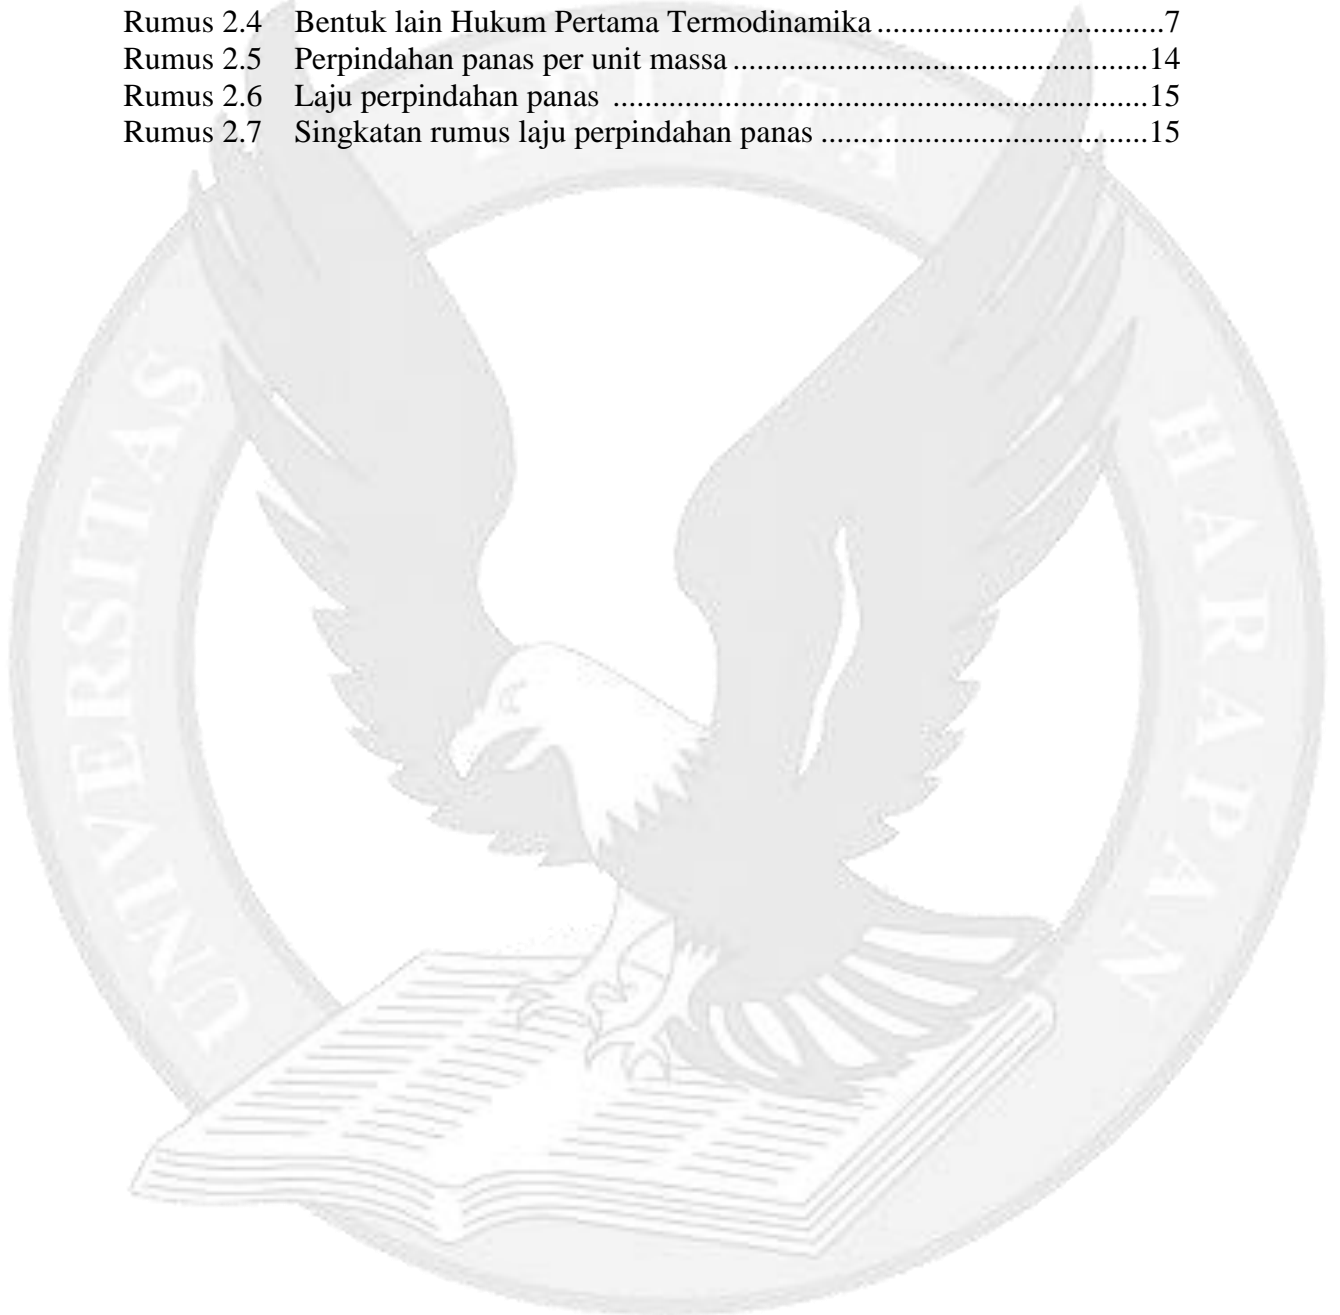 Rumus 2.4 Bentuk lain Hukum Pertama Termodinamika....................................7
Rumus 2.5 Perpindahan panas per unit massa....................................................14
Rumus 2.6 Laju perpindahan panas ...................................................................15
Rumus 2.7 Singkatan rumus laju perpindahan panas.........................................15
UNIVERSITAS
PELITA
HARAPAN